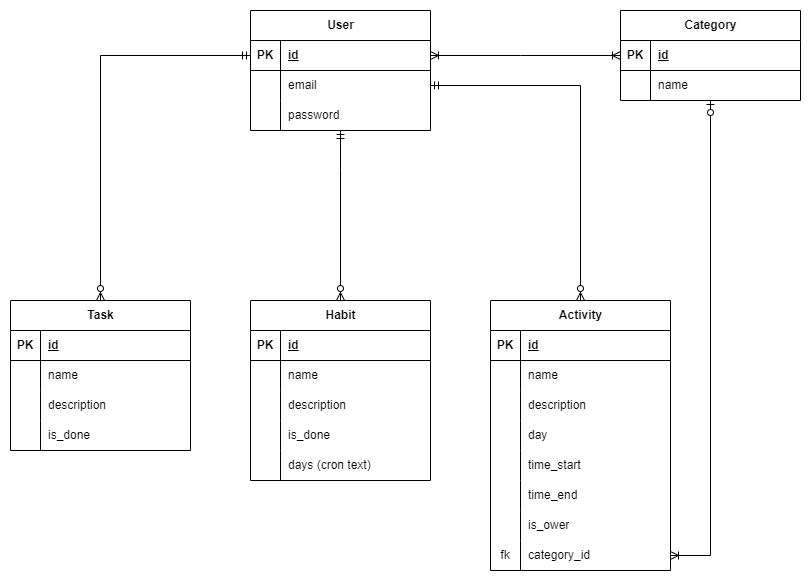 User
PK id
email
password
Category
PK id
name
Task
PK id
name
description
is_done
Habit
PK id
name
description
is_done
days (cron text)
Activity
PK id
name
description
day
time_start
time_end
is_ower
fk category_id